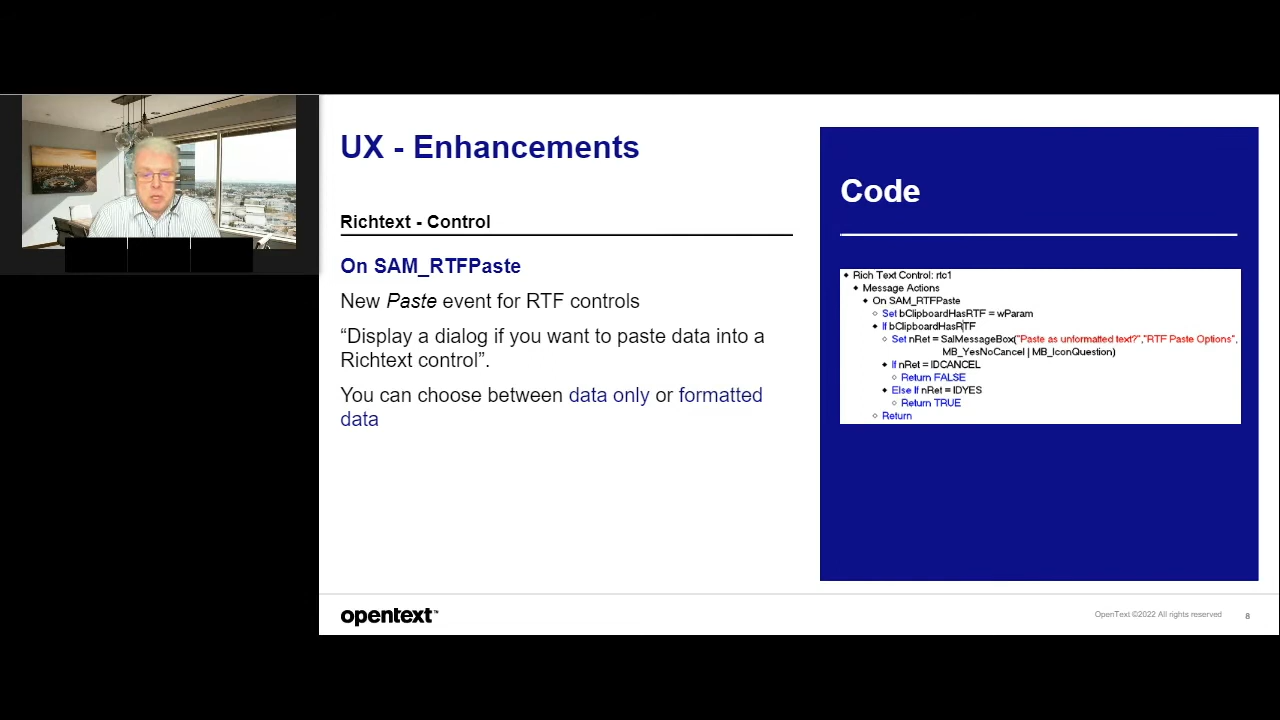 UX - Enhancements
Richtext - Control
On SAM_RTFPaste
New Paste event for RTF controls
“Display a dialog if you want to paste data into a
Richtext control”.
You can choose between data only or formatted
data
Code
Rich Text Control: rtc1
Message Actions
On SAM_RTFPaste
Set bClipboardHasRTF = wParam
If bClipboardHasRTF
Set nRet = SalMessageBox("Paste as unformatted text?","RTF Paste Options",
MB_YesNoCancel | MB_IconQuestion)
If nRet = IDCANCEL
Return FALSE
Else If nRet = IDYES
Return TRUE
Return
opentext™
OpenText ©2022 All rights reserved
8